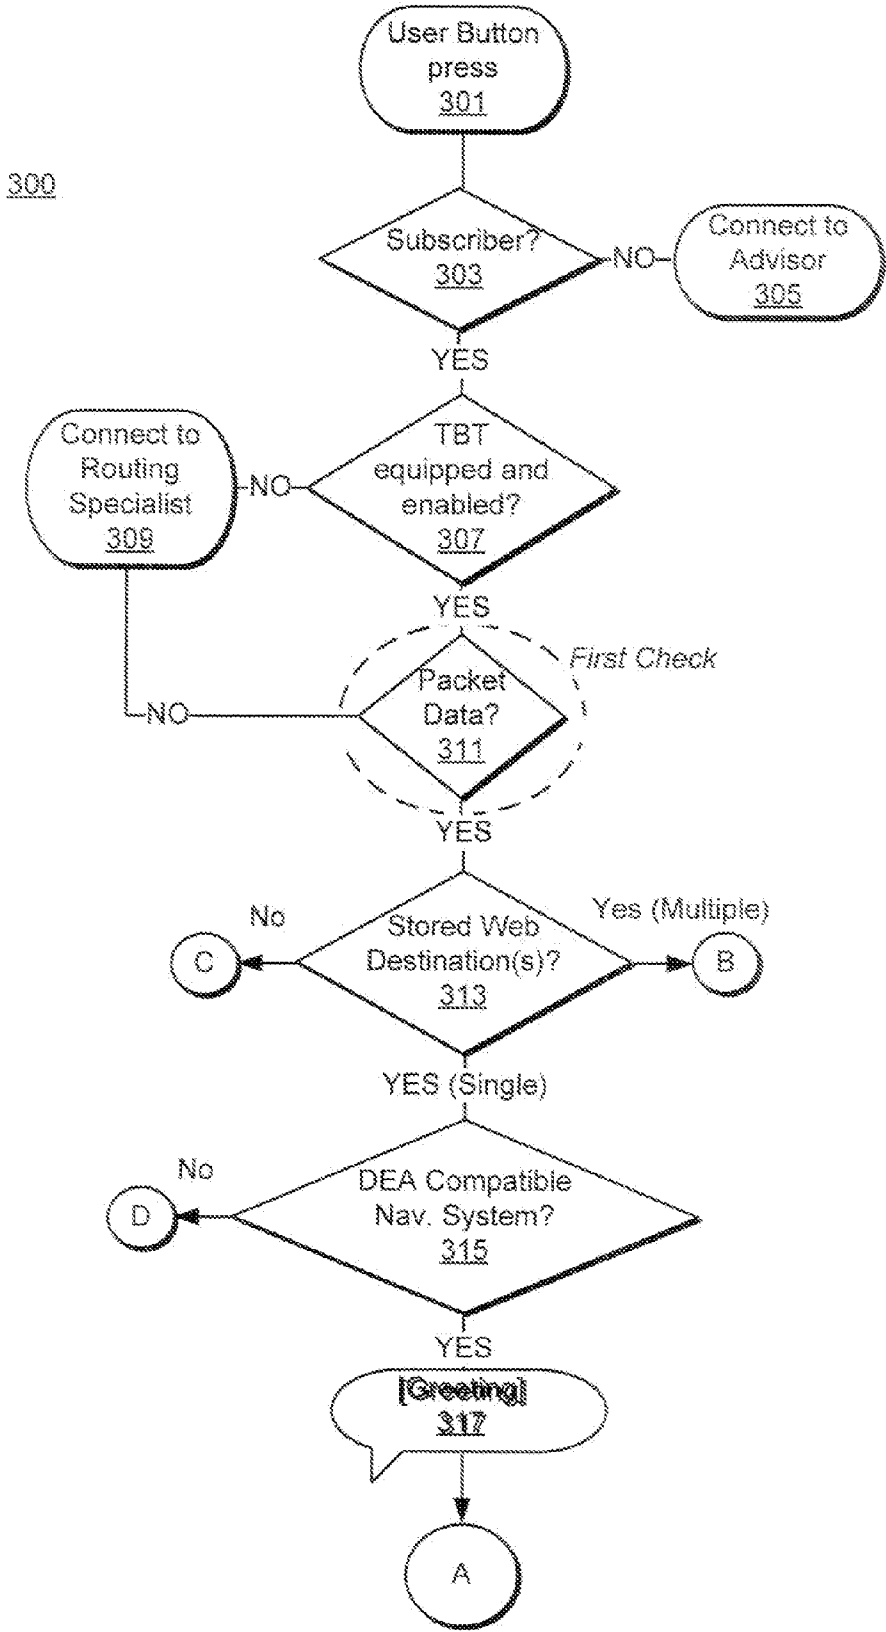 User Button
press
301
300
Subscriber?
303
NO
Connect to
Advisor
305
YES
Connect to
Routing
Specialist
309
NO
TBT
equipped and
enabled?
307
YES
First Check
Packet
Data?
311
NO
YES
No
Yes (Multiple)
C
Stored Web
Destination(s)?
313
B
YES (Single)
No
D
DEA Compatible
Nav. System?
315
YES
[Greeting]
317
A